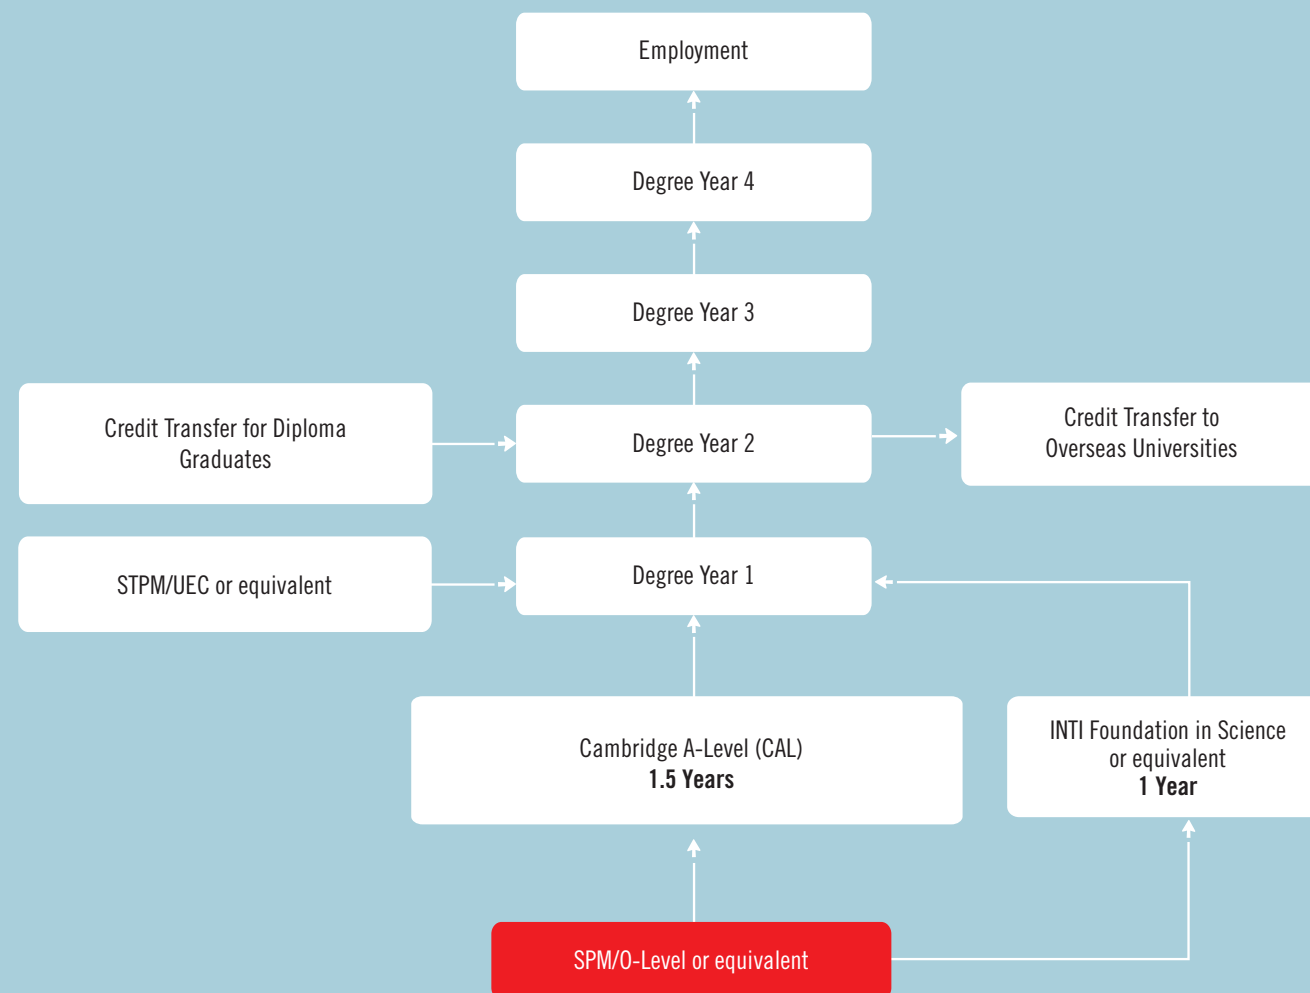 Employment
Degree Year 4
Degree Year 3
Credit Transfer for Diploma
Graduates
Degree Year 2
Credit Transfer to
Overseas Universities
STPM/UEC or equivalent
Degree Year 1
Cambridge A-Level (CAL)
1.5 Years
INTI Foundation in Science
or equivalent
1 Year
SPM/O-Level or equivalent